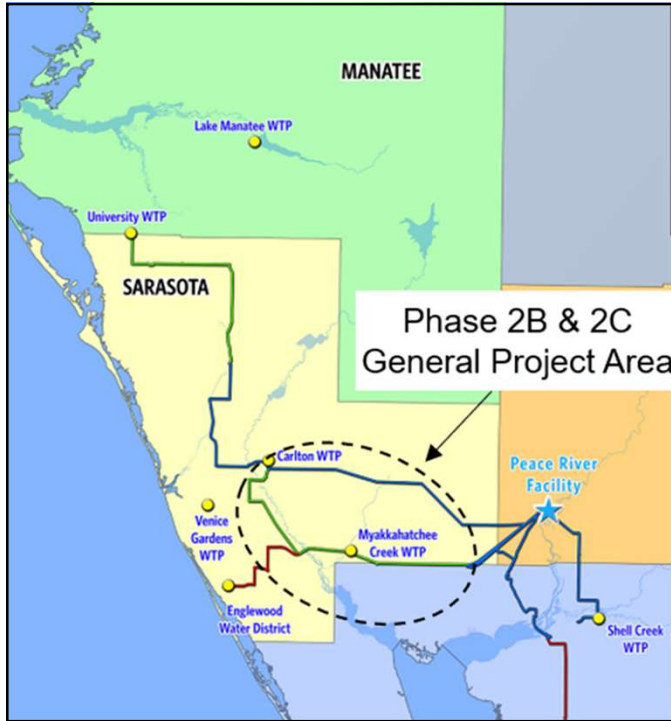 MANATEE
Lake Manatee WTP
University WTP
SARASOTA
Phase 2B & 2C
General Project Area
Carlton WTP
Peace River
Facility
Venice
Gardens
WTP
Myakkahatchee
Creek WTP
Englewood
Water District
Shell Creek
WTP